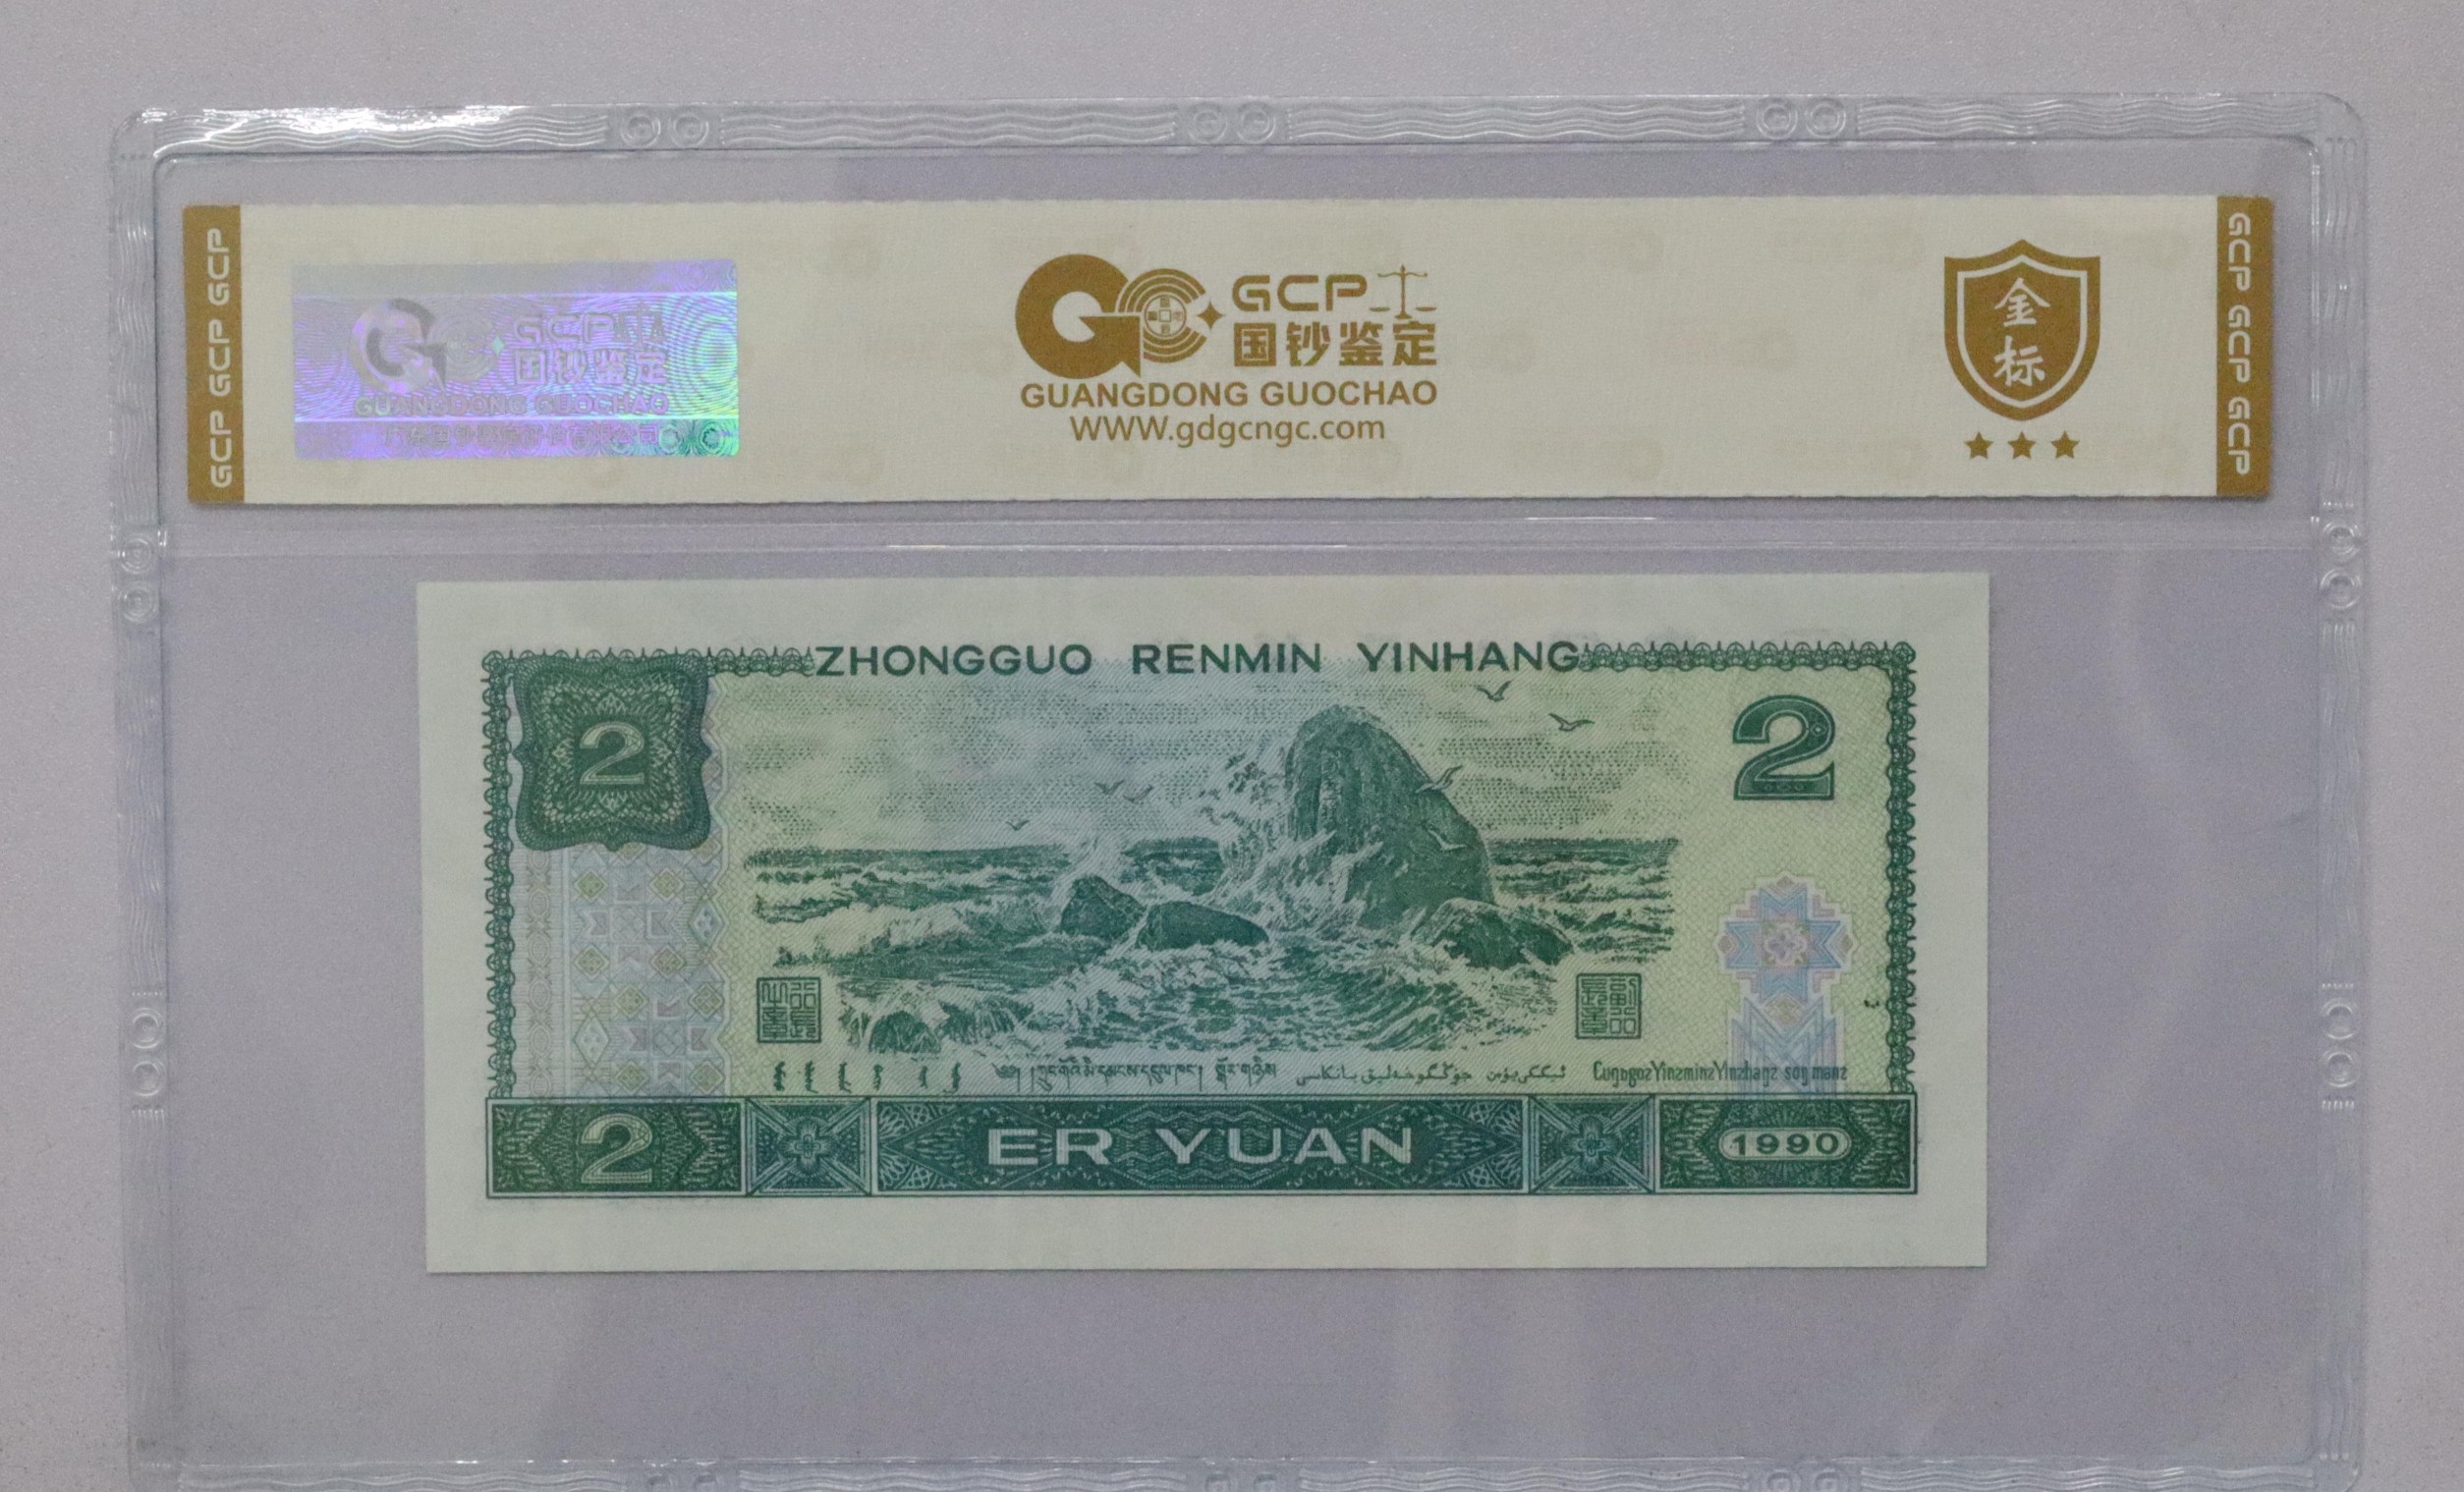 GCP GCP GCP
GCP
国钞鉴定
GUANGDONG GUOCHAO
GCP
国钞鉴定
GUANGDONG GUOCHAO
WWW.gdgcngc.com
金
标
GCP GCP GCP
ZHONGGUO RENMIN YINHANG
2
2
2
ER YUAN
1990